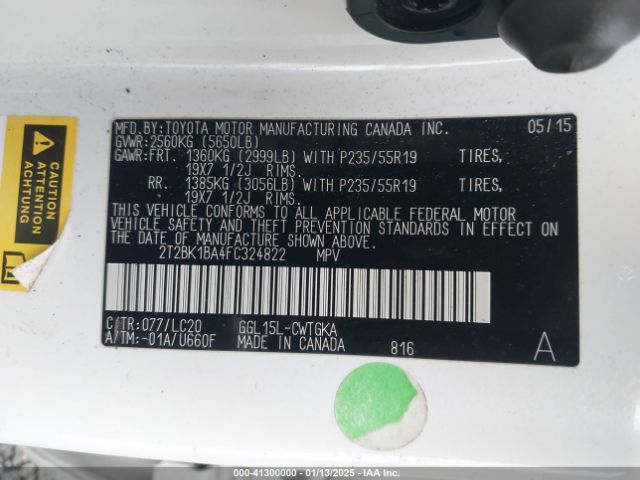 MFD.BY:TOYOTA MOTOR MANUFACTURING CANADA INC. 05/15
GVWR:2560KG (5650LB)
GAWR:FRT. 1360KG (2999LB) WITH P235/55R19 TIRES,
19X7 1/2J RIMS.
RR. 1385KG (3056LB) WITH P235/55R19 TIRES,
19X7 1/2J RIMS.
THIS VEHICLE CONFORMS TO ALL APPLICABLE FEDERAL MOTOR
VEHICLE SAFETY AND THEFT PREVENTION STANDARDS IN EFFECT ON
THE DATE OF MANUFACTURE SHOWN ABOVE.
2T2BK1BA4FC324822 MPV
C/TR:077/LC20 GGL15L-CWTGKA
A/TM:-01A/U660F MADE IN CANADA 816 A
000-41300000 - 01/13/2025 - IAA Inc.